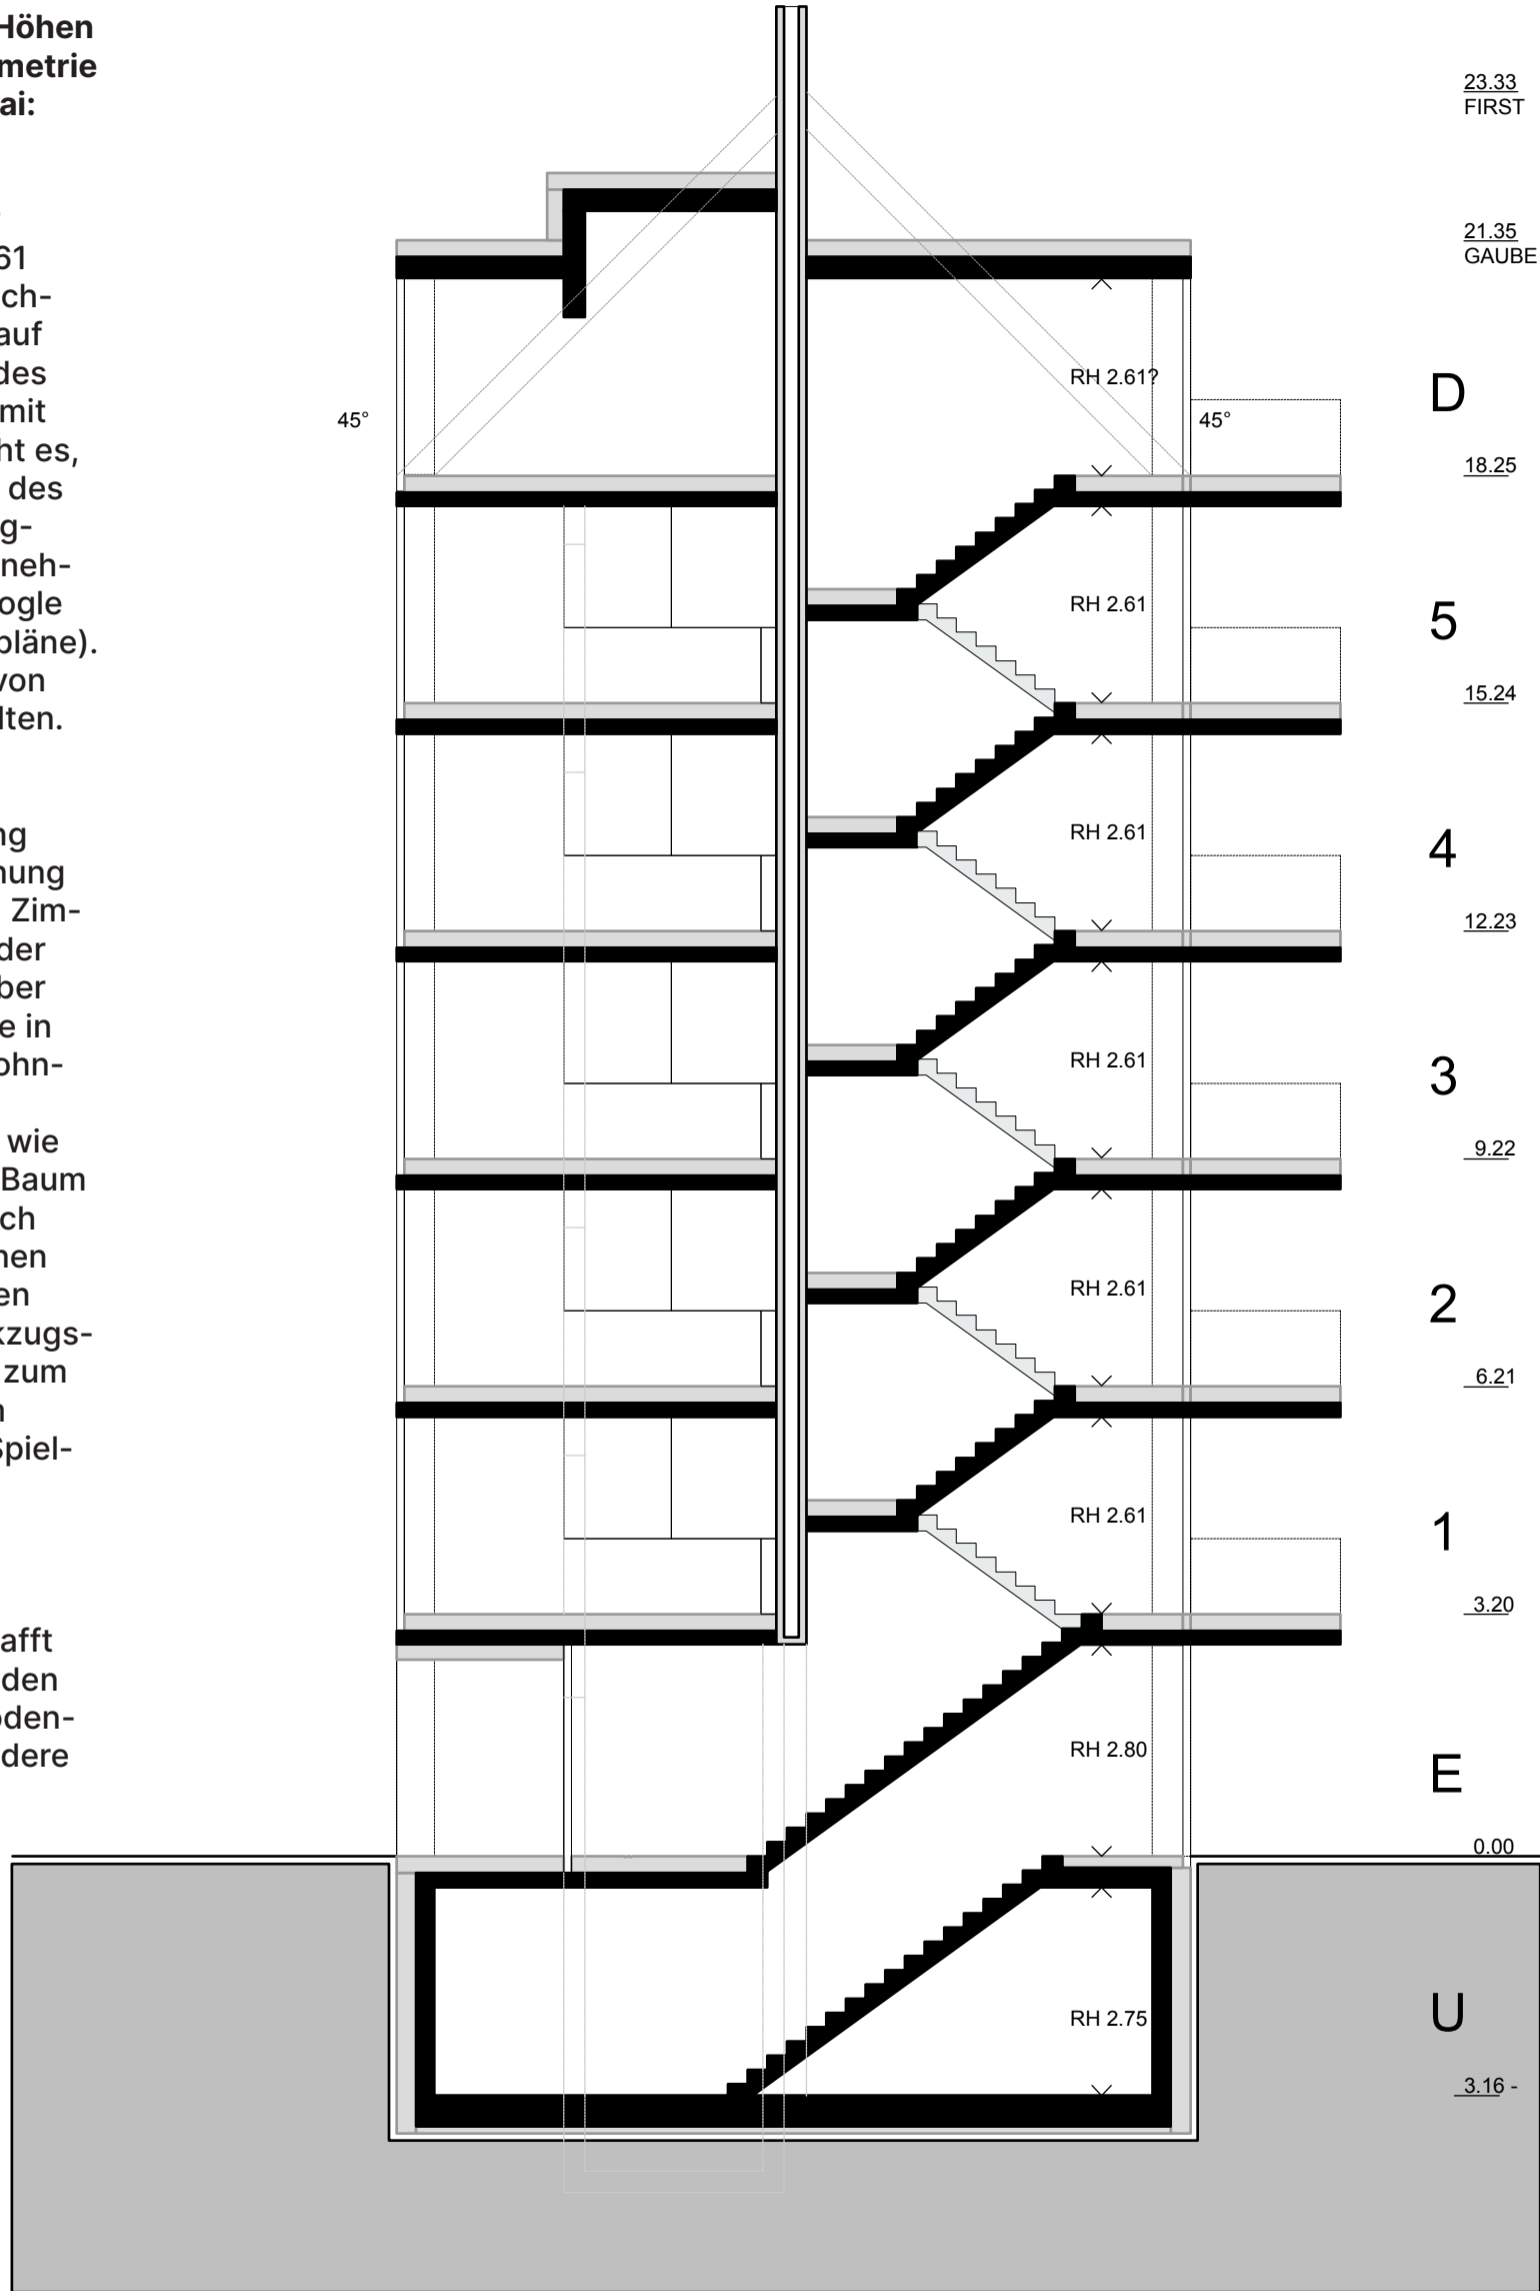 Höhen
metrie
ai:
61
ch-
auf
des
mit
ht es,
des
g-
neh-
ogle
pläne).
von
lten.
ng
nung
Zim-
der
ber
e in
ohn-
wie
Baum
ch
nen
en
kzugs-
zum
n
Spiel-
afft
den
oden-
dere
23.33
FIRST
21.35
GAUBE
RH 2.61?
D
45°
45°
18.25
RH 2.61
5
15.24
RH 2.61
4
12.23
RH 2.61
3
9.22
RH 2.61
2
6.21
RH 2.61
1
3.20
RH 2.80
E
0.00
RH 2.75
U
3.16 -